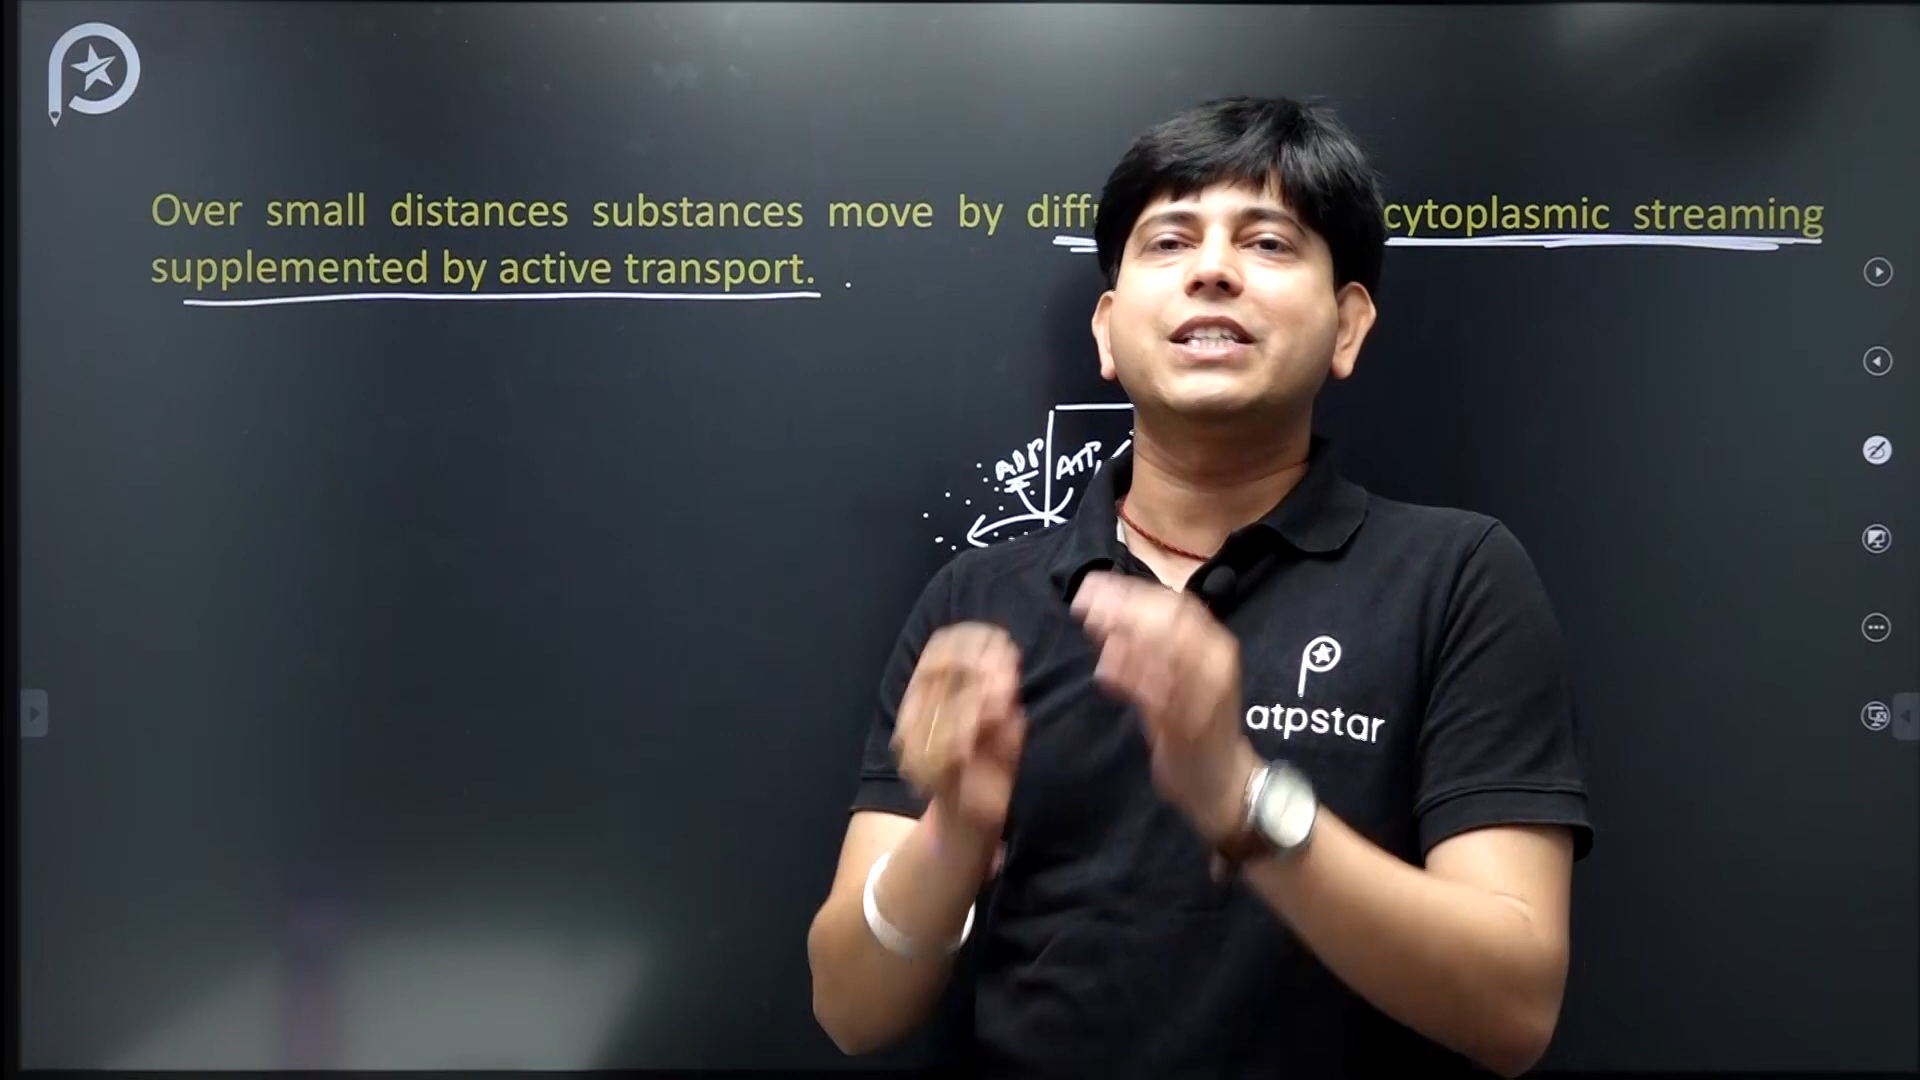 Over small distances substances move by diff cytoplasmic streaming
supplemented by active transport. .
ADP ATP
atpstar